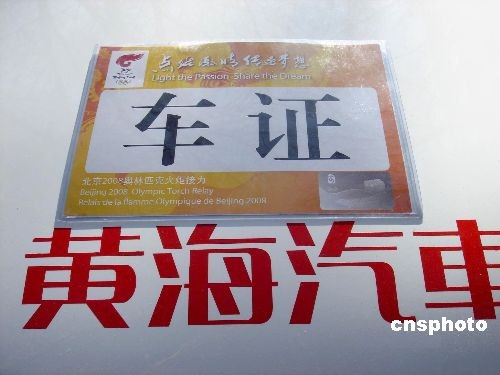 点燃激情 传递梦想
Light the Passion Share the Dream
车证
北京2008奥林匹克火炬接力
Beijing 2008 Olympic Torch Relay
Relais de la flamme Olympique de Beijing 2008
黄海汽車
cnsphoto